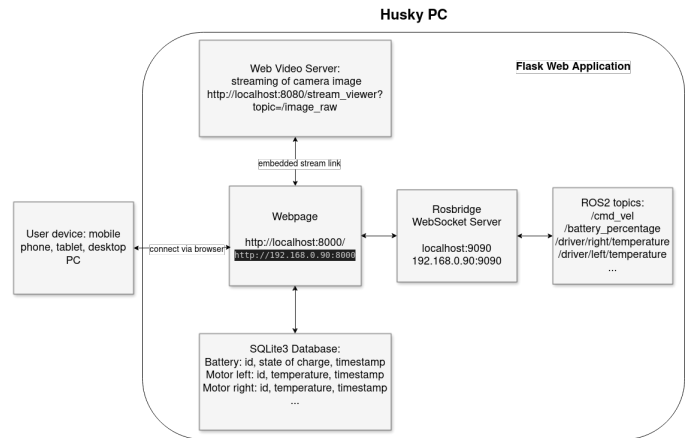 Husky PC
Flask Web Application
Web Video Server:
streaming of camera image
http://localhost:8080/stream_viewer?
topic=/image_raw
embedded stream link
User device: mobile
phone, tablet, desktop
PC
connect via browser
Webpage
http://localhost:8000/
http://192.168.0.90:8000
Rosbridge
WebSocket Server
localhost:9090
192.168.0.90:9090
ROS2 topics:
/cmd_vel
/battery_percentage
/driver/right/temperature
/driver/left/temperature
...
SQLite3 Database:
Battery: id, state of charge, timestamp
Motor left: id, temperature, timestamp
Motor right: id, temperature, timestamp
...